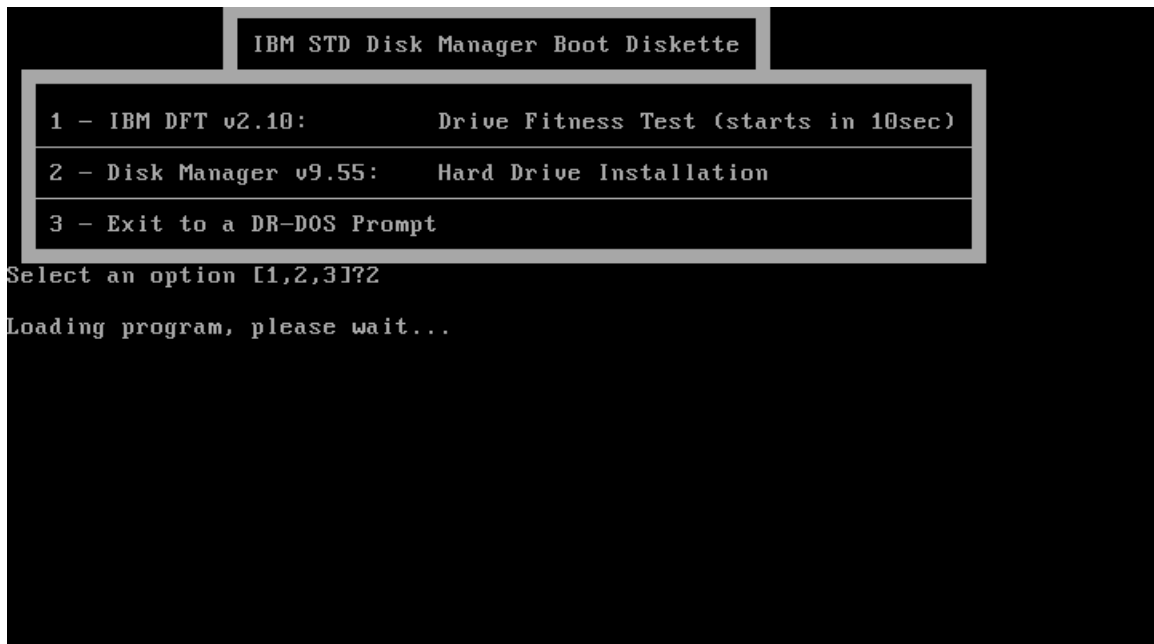 IBM STD Disk Manager Boot Diskette
1 - IBM DFT v2.10: Drive Fitness Test (starts in 10sec)
2 - Disk Manager v9.55: Hard Drive Installation
3 - Exit to a DR-DOS Prompt
Select an option [1,2,3]?2
Loading program, please wait...